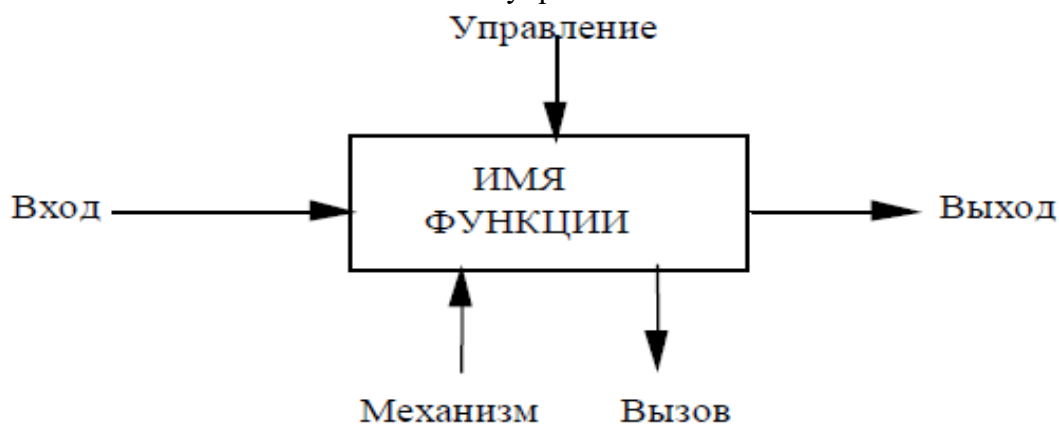 Управление
ИМЯ
ФУНКЦИИ
Вход
Выход
Механизм
Вызов